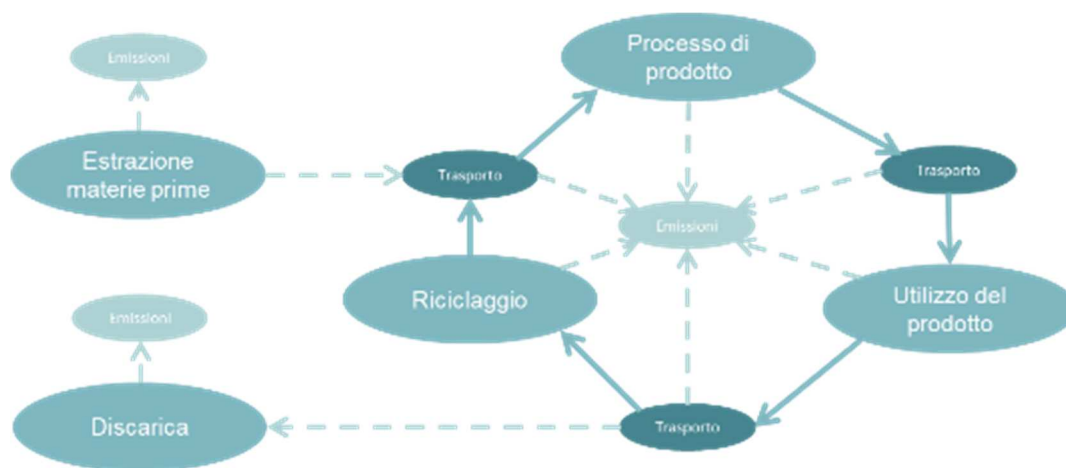 Emissioni
Processo di
prodotto
Estrazione
materie prime
Trasporto
Trasporto
Emissioni
Riciclaggio
Utilizzo del
prodotto
Emissioni
Discarica
Trasporto